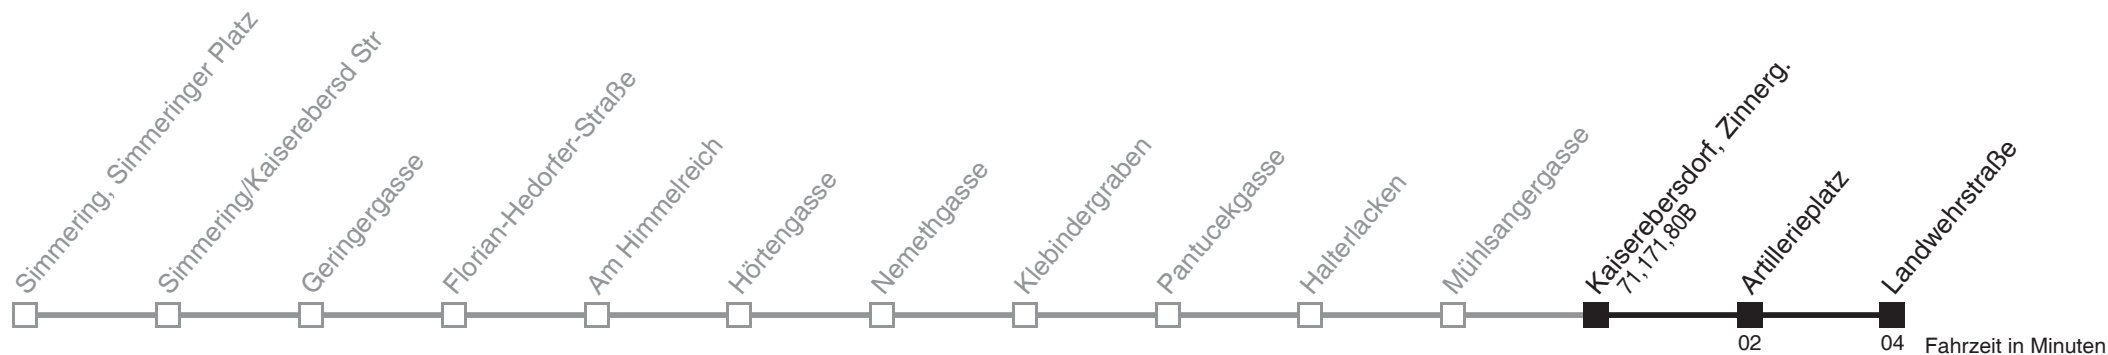 Simmering, Simmeringer Platz
Simmering/Kaiserebersd Str
Geringergasse
Florian-Hedorfer-Straße
Am Himmelreich
Hörtengasse
Nemethgasse
Klebindergraben
Pantucekgasse
Halterlacken
Mühlsangergasse
Kaiserebersdorf, Zinnerg.
71,171,80B
Artillerieplatz
Landwehrstraße
02
04
Fahrzeit in Minuten